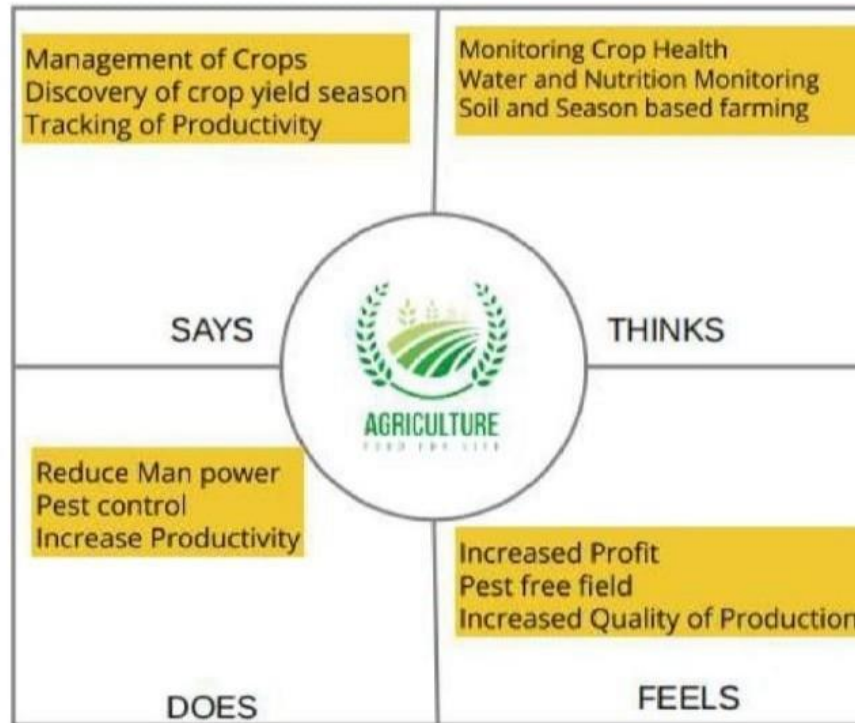 Management of Crops
Discovery of crop yield season
Tracking of Productivity
SAYS
Monitoring Crop Health
Water and Nutrition Monitoring
Soil and Season based farming
THINKS
AGRICULTURE
Reduce Man power
Pest control
Increase Productivity
DOES
Increased Profit
Pest free field
Increased Quality of Production
FEELS